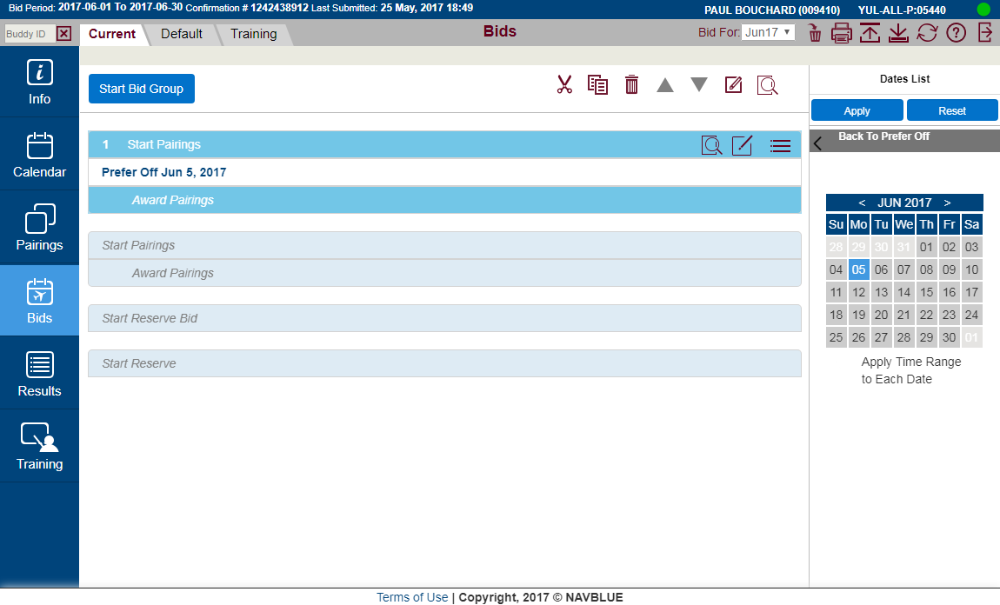 Bid Period: 2017-06-01 To 2017-06-30 Confirmation # 1242438912 Last Submitted: 25 May, 2017 18:49
PAUL BOUCHARD (009410) YUL-ALL-P:05440
Buddy ID
Current
Default
Training
Bids
Bid For: Jun17
Info
Calendar
Pairings
Bids
Results
Training
Start Bid Group
1 Start Pairings
Prefer Off Jun 5, 2017
Award Pairings
Start Pairings
Award Pairings
Start Reserve Bid
Start Reserve
Dates List
Apply Reset
Back To Prefer Off
< JUN 2017 >
Su Mo Tu We Th Fr Sa
28 29 30 31 01 02 03
04 05 06 07 08 09 10
11 12 13 14 15 16 17
18 19 20 21 22 23 24
25 26 27 28 29 30 01
Apply Time Range
to Each Date
Terms of Use | Copyright, 2017 © NAVBLUE